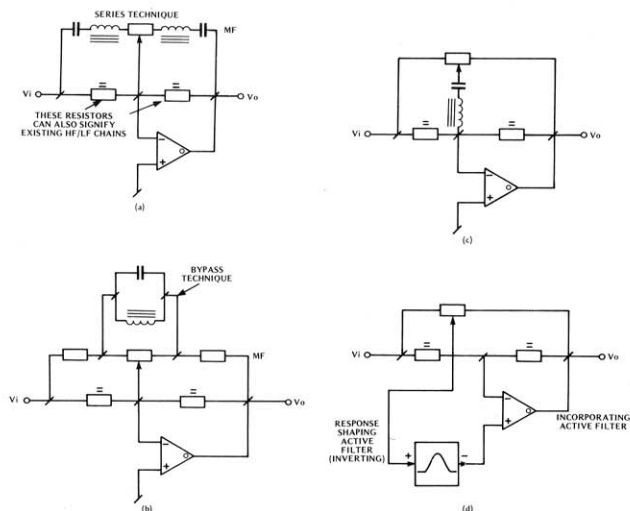 SERIES TECHNIQUE
MF
Vi
Vo
THESE RESISTORS
CAN ALSO SIGNIFY
EXISTING HF/LF CHAINS
=
=
−
+
(a)
Vi
Vo
=
=
−
+
(c)
BYPASS
TECHNIQUE
MF
Vi
Vo
=
=
−
+
(b)
Vi
Vo
=
=
−
+
INCORPORATING
ACTIVE FILTER
RESPONSE
SHAPING
ACTIVE
FILTER
(INVERTING)
+
−
(d)